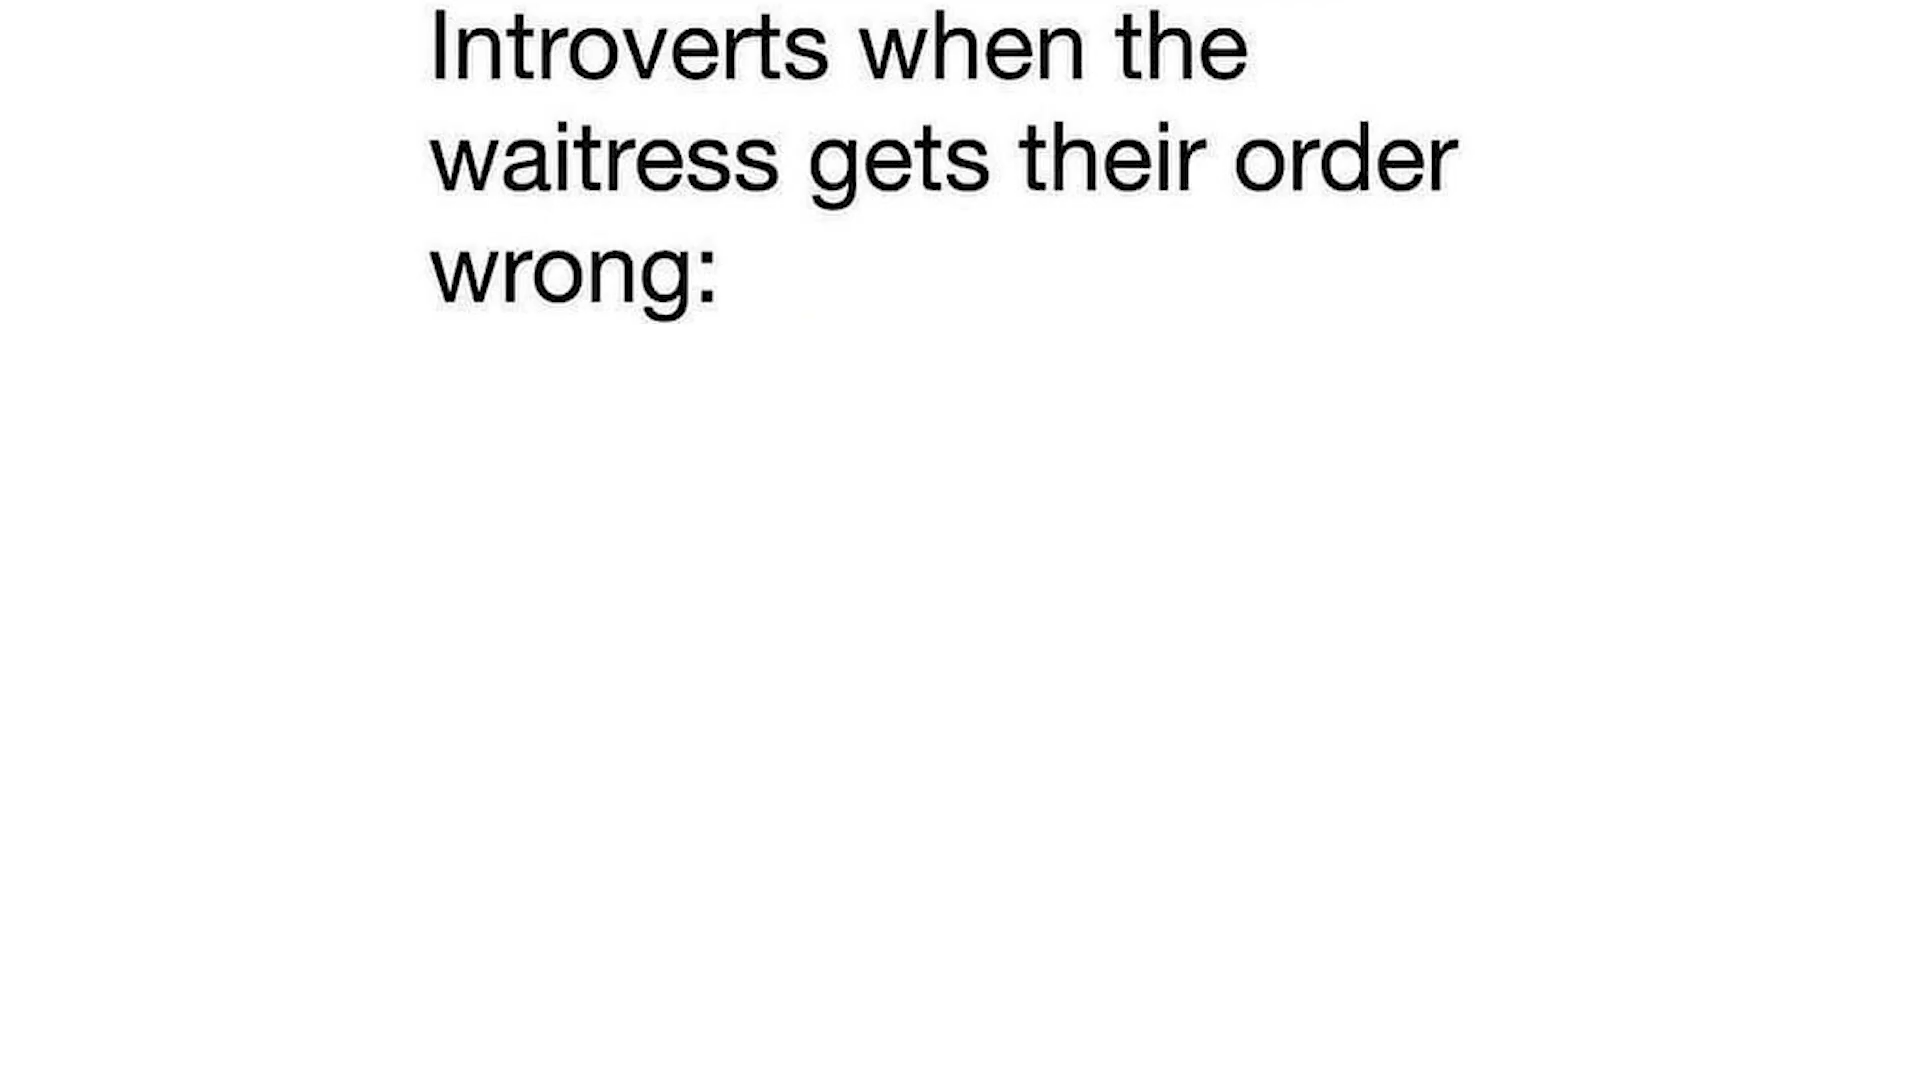 Introverts when the
waitress gets their order
wrong: